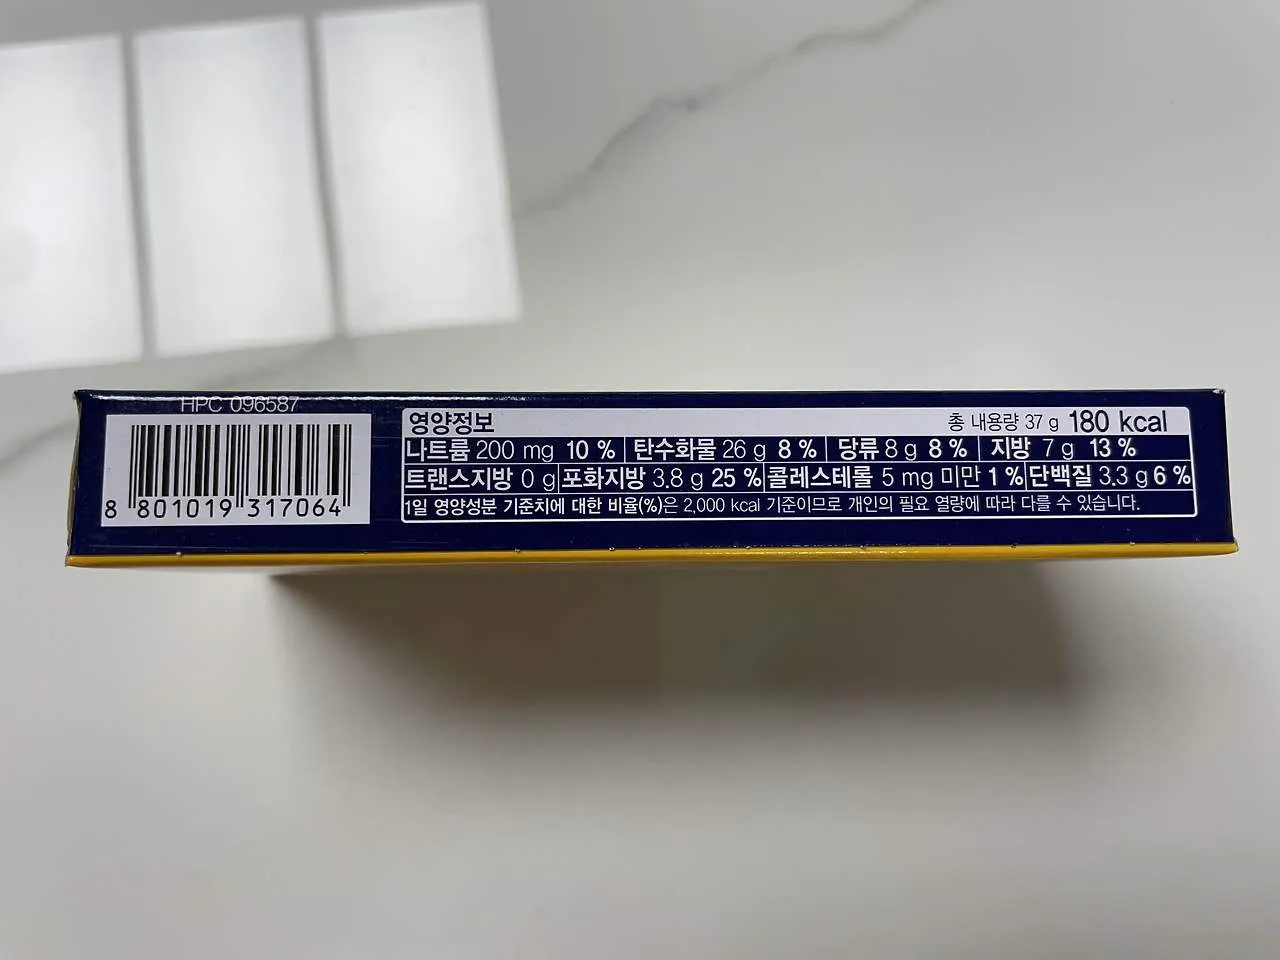 HPC 096587
8 801019 317064
영양정보 총 내용량 37 g 180 kcal
나트륨 200 mg 10 % 탄수화물 26 g 8 % 당류 8 g 8 % 지방 7 g 13 %
트랜스지방 0 g 포화지방 3.8 g 25 % 콜레스테롤 5 mg 미만 1 % 단백질 3.3 g 6 %
1일 영양성분 기준치에 대한 비율(%)은 2,000 kcal 기준이므로 개인의 필요 열량에 따라 다를 수 있습니다.